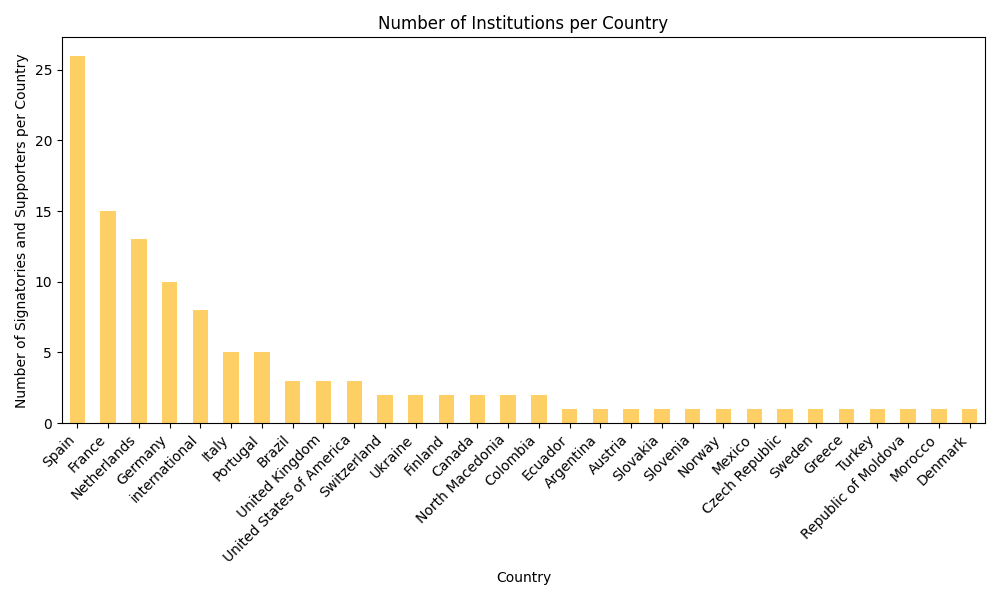 Number of Institutions per Country
Number of Signatories and Supporters per Country
25
20
15
10
5
0
Spain
France
Netherlands
Germany
international
Italy
Portugal
Brazil
United Kingdom
United States of America
Switzerland
Ukraine
Finland
Canada
North Macedonia
Colombia
Ecuador
Argentina
Austria
Slovakia
Slovenia
Norway
Mexico
Czech Republic
Sweden
Greece
Turkey
Republic of Moldova
Morocco
Denmark
Country